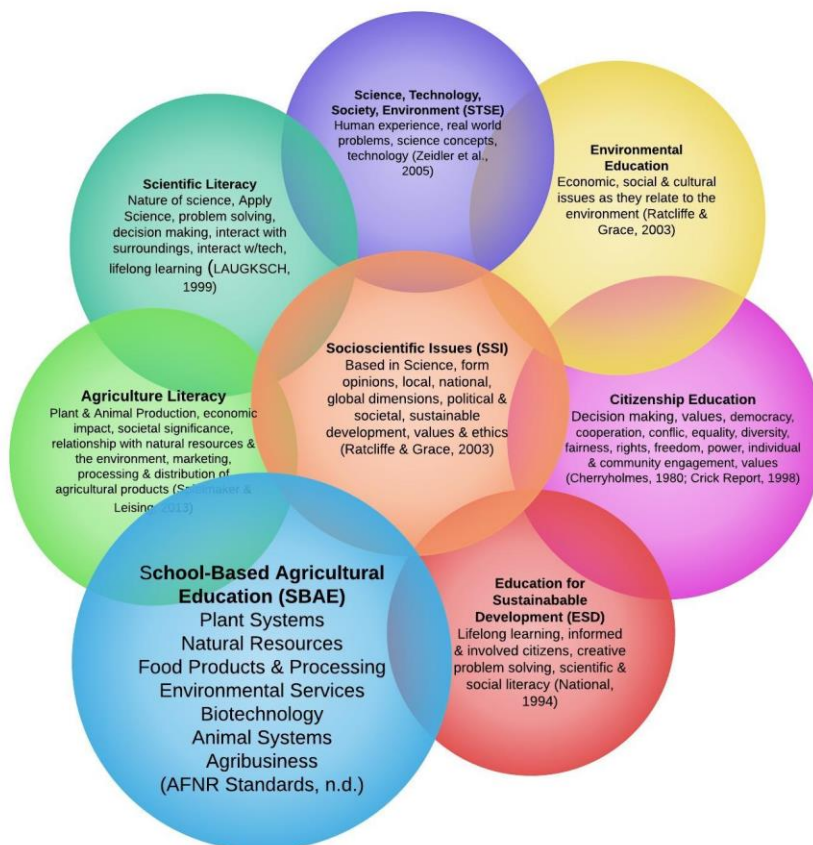 Science, Technology,
Society, Environment (STSE)
Human experience, real world
problems, science concepts,
technology (Zeidler et al.,
2005)
Environmental
Education
Economic, social & cultural
issues as they relate to the
environment (Ratcliffe &
Grace, 2003)
Scientific Literacy
Nature of science, Apply
Science, problem solving,
decision making, interact with
surroundings, interact w/tech,
lifelong learning (LAUGKSCH,
1999)
Socioscientific Issues (SSI)
Based in Science, form
opinions, local, national,
global dimensions, political &
societal, sustainable
development, values & ethics
(Ratcliffe & Grace, 2003)
Agriculture Literacy
Plant & Animal Production, economic
impact, societal significance,
relationship with natural resources &
the environment, marketing,
processing & distribution of
agricultural products &
Leising, 2013)
Citizenship Education
Decision making, values, democracy,
cooperation, conflic, equality, diversity,
fairness, rights, freedom, power, individual
& community engagement, values
(Cherryholmes, 1980; Crick Report, 1998)
School-Based Agricultural
Education (SBAE)
Plant Systems
Natural Resources
Food Products & Processing
Environmental Services
Biotechnology
Animal Systems
Agribusiness
(AFNR Standards, n.d.)
Education for
Sustainabable
Development (ESD)
Lifelong learning, informed
& involved citizens, creative
problem solving, scientific &
social literacy (National,
1994)